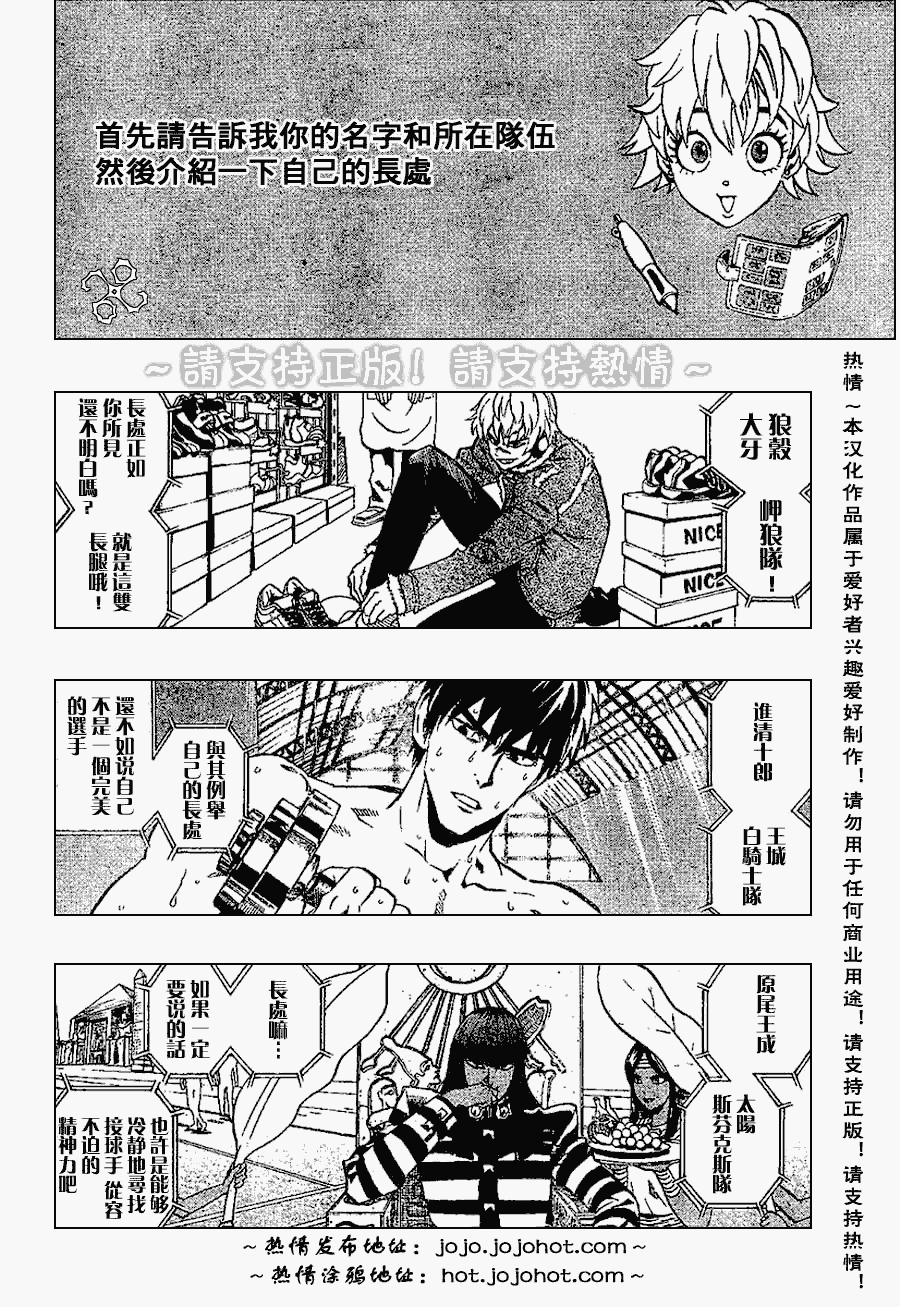 首先請告訴我你的名字和所在隊伍
然後介紹一下自己的長處
～請支持正版！請支持熱情～
狼穀
大牙
岬狼隊！
長處正如
你所見
還不明白嗎？
就是這雙
長腿哦！
NICE
NICE
進清十郎
王城
白騎士隊
與其例舉
自己的長處
還不如说自己
不是一個完美
的選手
原尾王成
太陽
斯芬克斯隊
長處嘛…
如果一定
要说的話
也許是能够
冷静地尋找
接球手 從容
不迫的
精神力吧
热情～本汉化作品属于爱好者兴趣爱好制作！请勿用于任何商业用途！请支持正版！请支持热情！
～热情发布地址：jojo.jojohot.com～
～热情涂鸦地址：hot.jojohot.com～